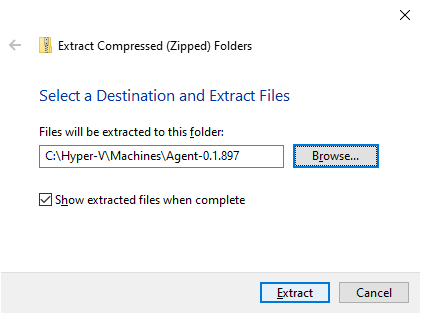 Extract Compressed (Zipped) Folders
Select a Destination and Extract Files
Files will be extracted to this folder:
C:\Hyper-V\Machines\Agent-0.1.897
Browse...
Show extracted files when complete
Extract
Cancel